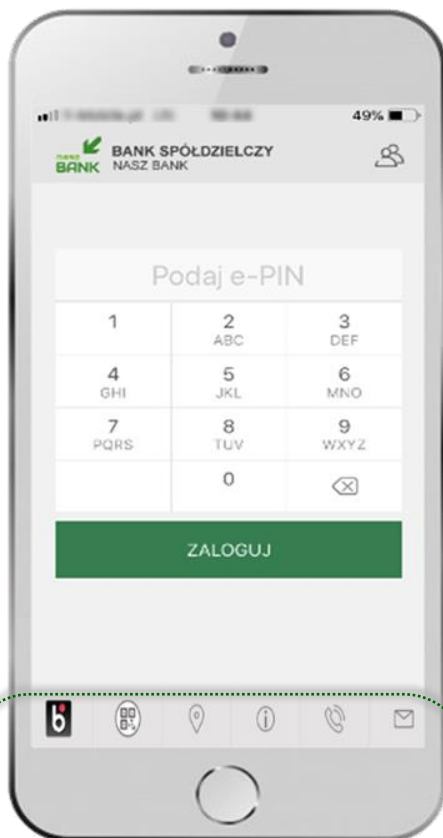 49%
nasz
BANK
BANK SPÓŁDZIELCZY
NASZ BANK
Podaj e-PIN
1
2
ABC
3
DEF
4
GHI
5
JKL
6
MNO
7
PQRS
8
TUV
9
WXYZ
0
ZALOGUJ